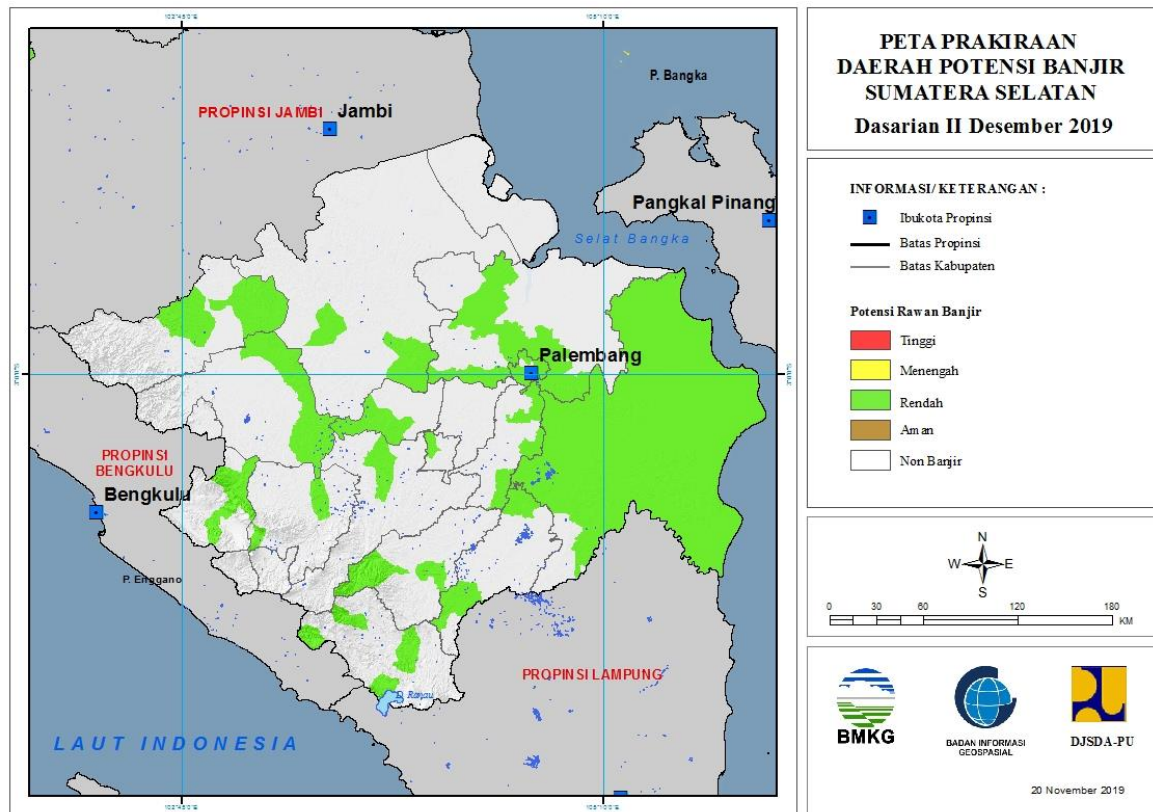 PETA PRAKIRAAN
DAERAH POTENSI BANJIR
SUMATERA SELATAN
Dasarian II Desember 2019
INFORMASI/ KETERANGAN :
Ibukota Propinsi
Batas Propinsi
Batas Kabupaten
Potensi Rawan Banjir
Tinggi
Menengah
Rendah
Aman
Non Banjir
N
W
E
S
0 30 60 120 180
KM
BMKG
BADAN INFORMASI
GEOSPASIAL
DJSDA-PU
20 November 2019
P. Bangka
PROPINSI JAMBI
Jambi
Pangkal Pinang
Selat Bangka
Palembang
PROPINSI
BENGKULU
Bengkulu
P. Enggano
PROPINSI LAMPUNG
D. Ranau
LAUT INDONESIA